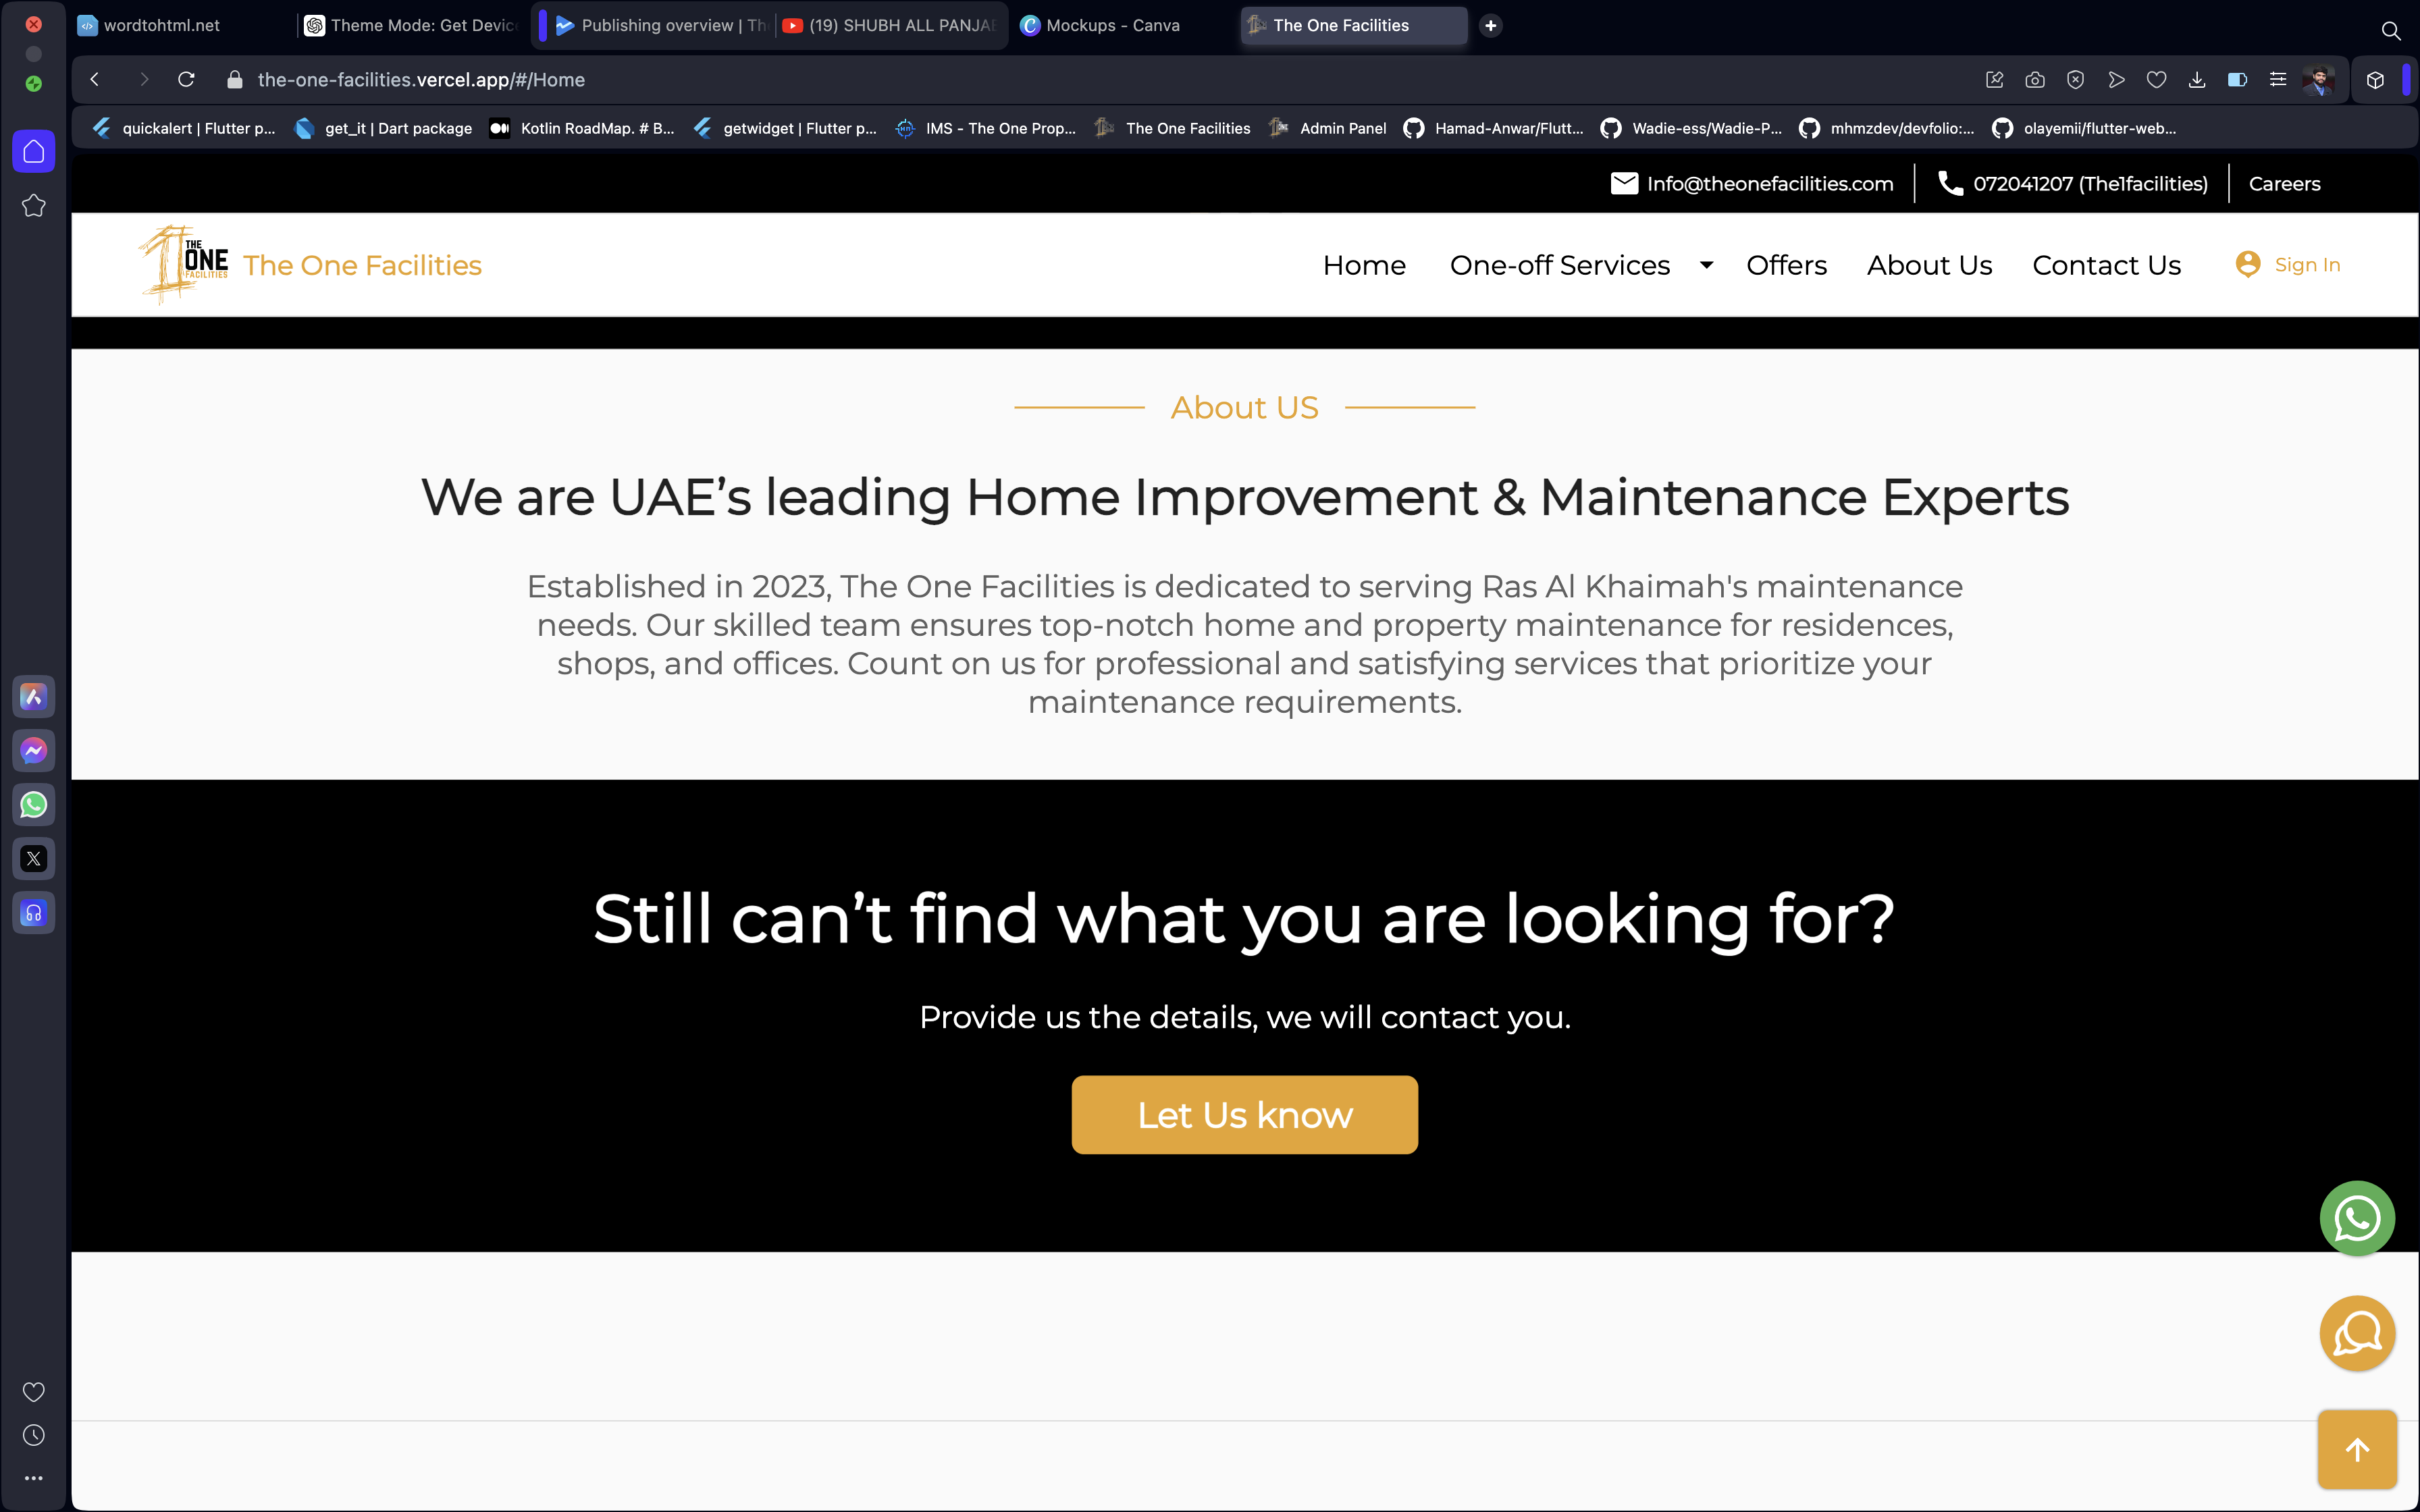 wordtohtml.net
Theme Mode: Get Devic
Publishing overview | Th
(19) SHUBH ALL PANJAB
Mockups - Canva
The One Facilities
the-one-facilities.vercel.app/#/Home
quickalert | Flutter p...
get_it | Dart package
Kotlin RoadMap. # B...
getwidget | Flutter p...
IMS - The One Prop...
The One Facilities
Admin Panel
Hamad-Anwar/Flutt...
Wadie-ess/Wadie-P...
mhmzdev/devfolio:...
olayemii/flutter-web...
Info@theonefacilities.com
072041207 (The1facilities)
Careers
THE
ONE
FACILITIES
The One Facilities
Home
One-off Services
Offers
About Us
Contact Us
Sign In
About US
We are UAE’s leading Home Improvement & Maintenance Experts
Established in 2023, The One Facilities is dedicated to serving Ras Al Khaimah's maintenance
needs. Our skilled team ensures top-notch home and property maintenance for residences,
shops, and offices. Count on us for professional and satisfying services that prioritize your
maintenance requirements.
Still can’t find what you are looking for?
Provide us the details, we will contact you.
Let Us know